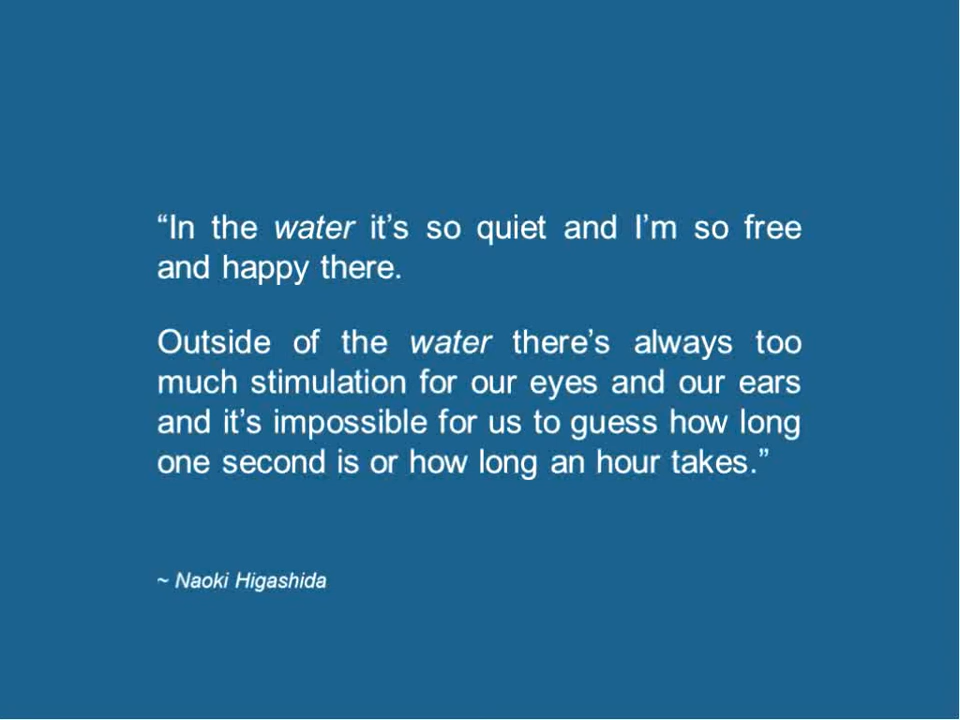 “In the water it’s so quiet and I’m so free
and happy there.
Outside of the water there’s always too
much stimulation for our eyes and our ears
and it’s impossible for us to guess how long
one second is or how long an hour takes.”
~ Naoki Higashida